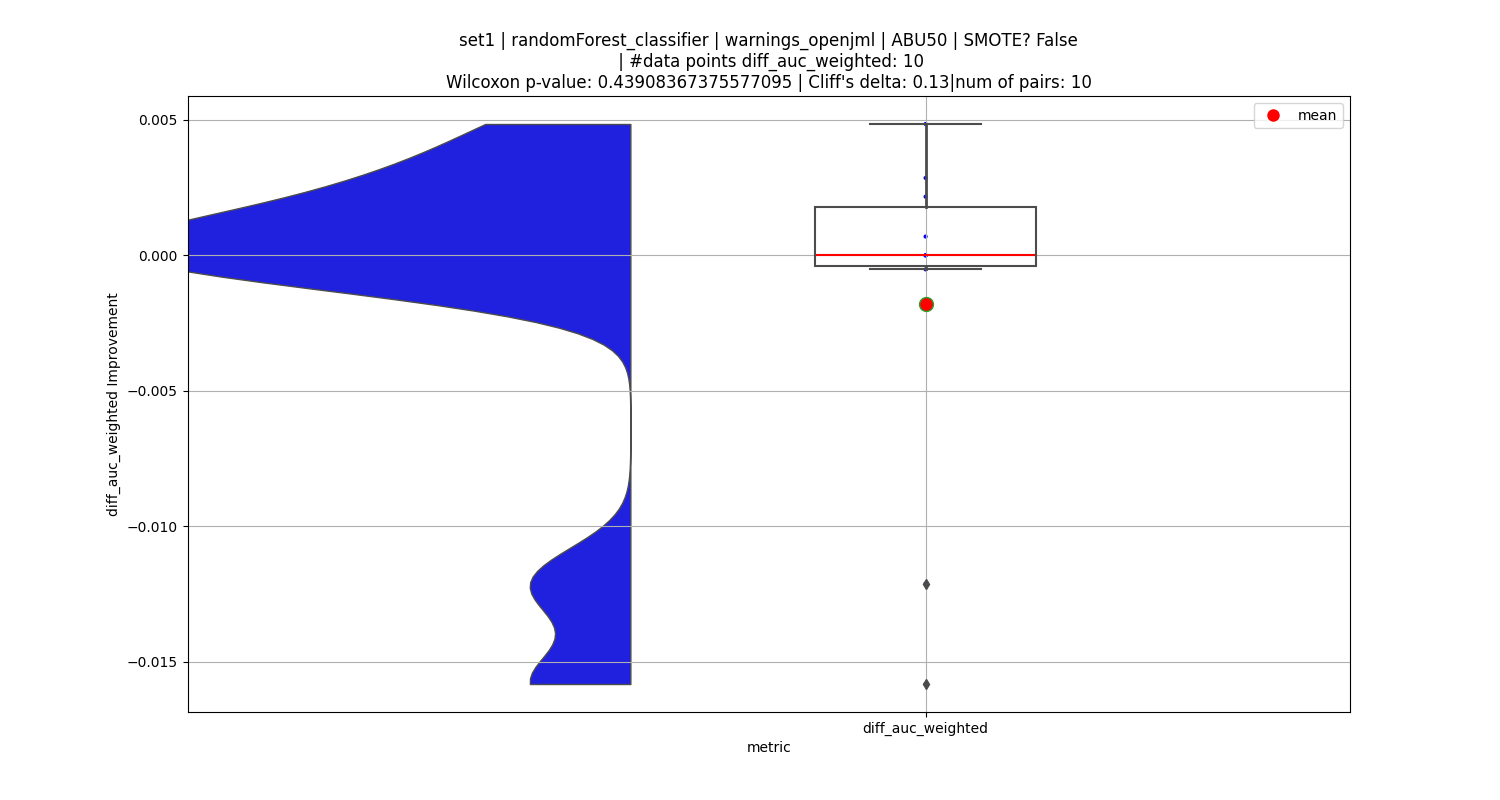 set1 | randomForest_classifier | warnings_openjml | ABU50 | SMOTE? False
| #data points diff_auc_weighted: 10
Wilcoxon p-value: 0.43908367375577095 | Cliff's delta: 0.13|num of pairs: 10
mean
0.005
0.000
−0.005
−0.010
−0.015
diff_auc_weighted Improvement
diff_auc_weighted
metric